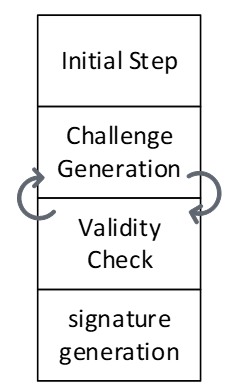 Initial Step
Challenge
Generation
Validity
Check
signature
generation